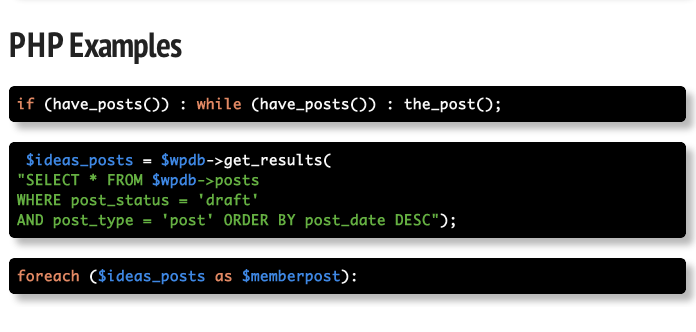 PHP Examples
if (have_posts()) : while (have_posts()) : the_post();
$ideas_posts = $wpdb->get_results(
"SELECT * FROM $wpdb->posts
WHERE post_status = 'draft'
AND post_type = 'post' ORDER BY post_date DESC");
foreach ($ideas_posts as $memberpost):